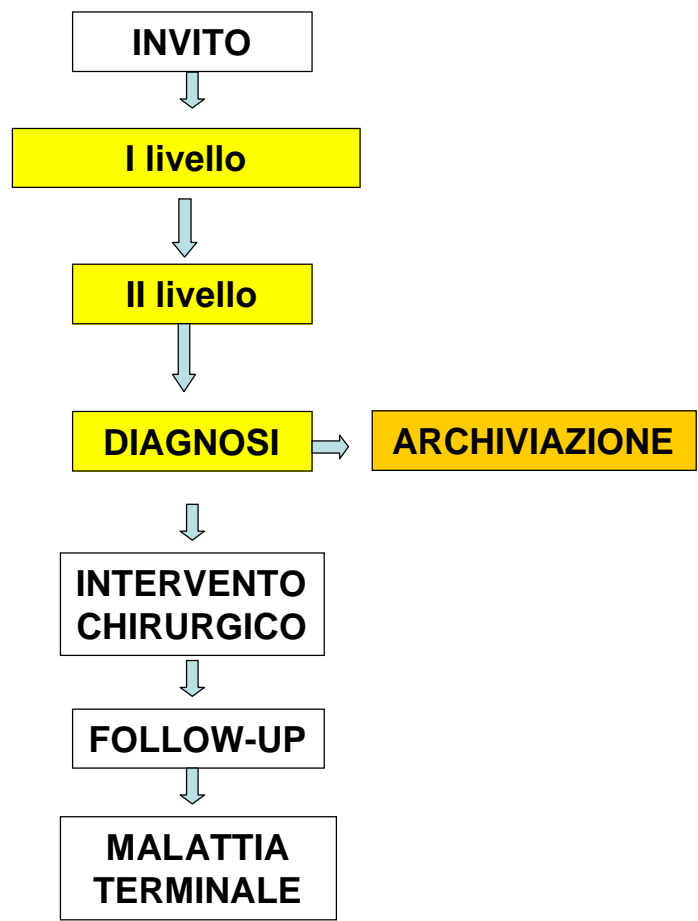 INVITO
I livello
II livello
DIAGNOSI
ARCHIVIAZIONE
INTERVENTO
CHIRURGICO
FOLLOW-UP
MALATTIA
TERMINALE